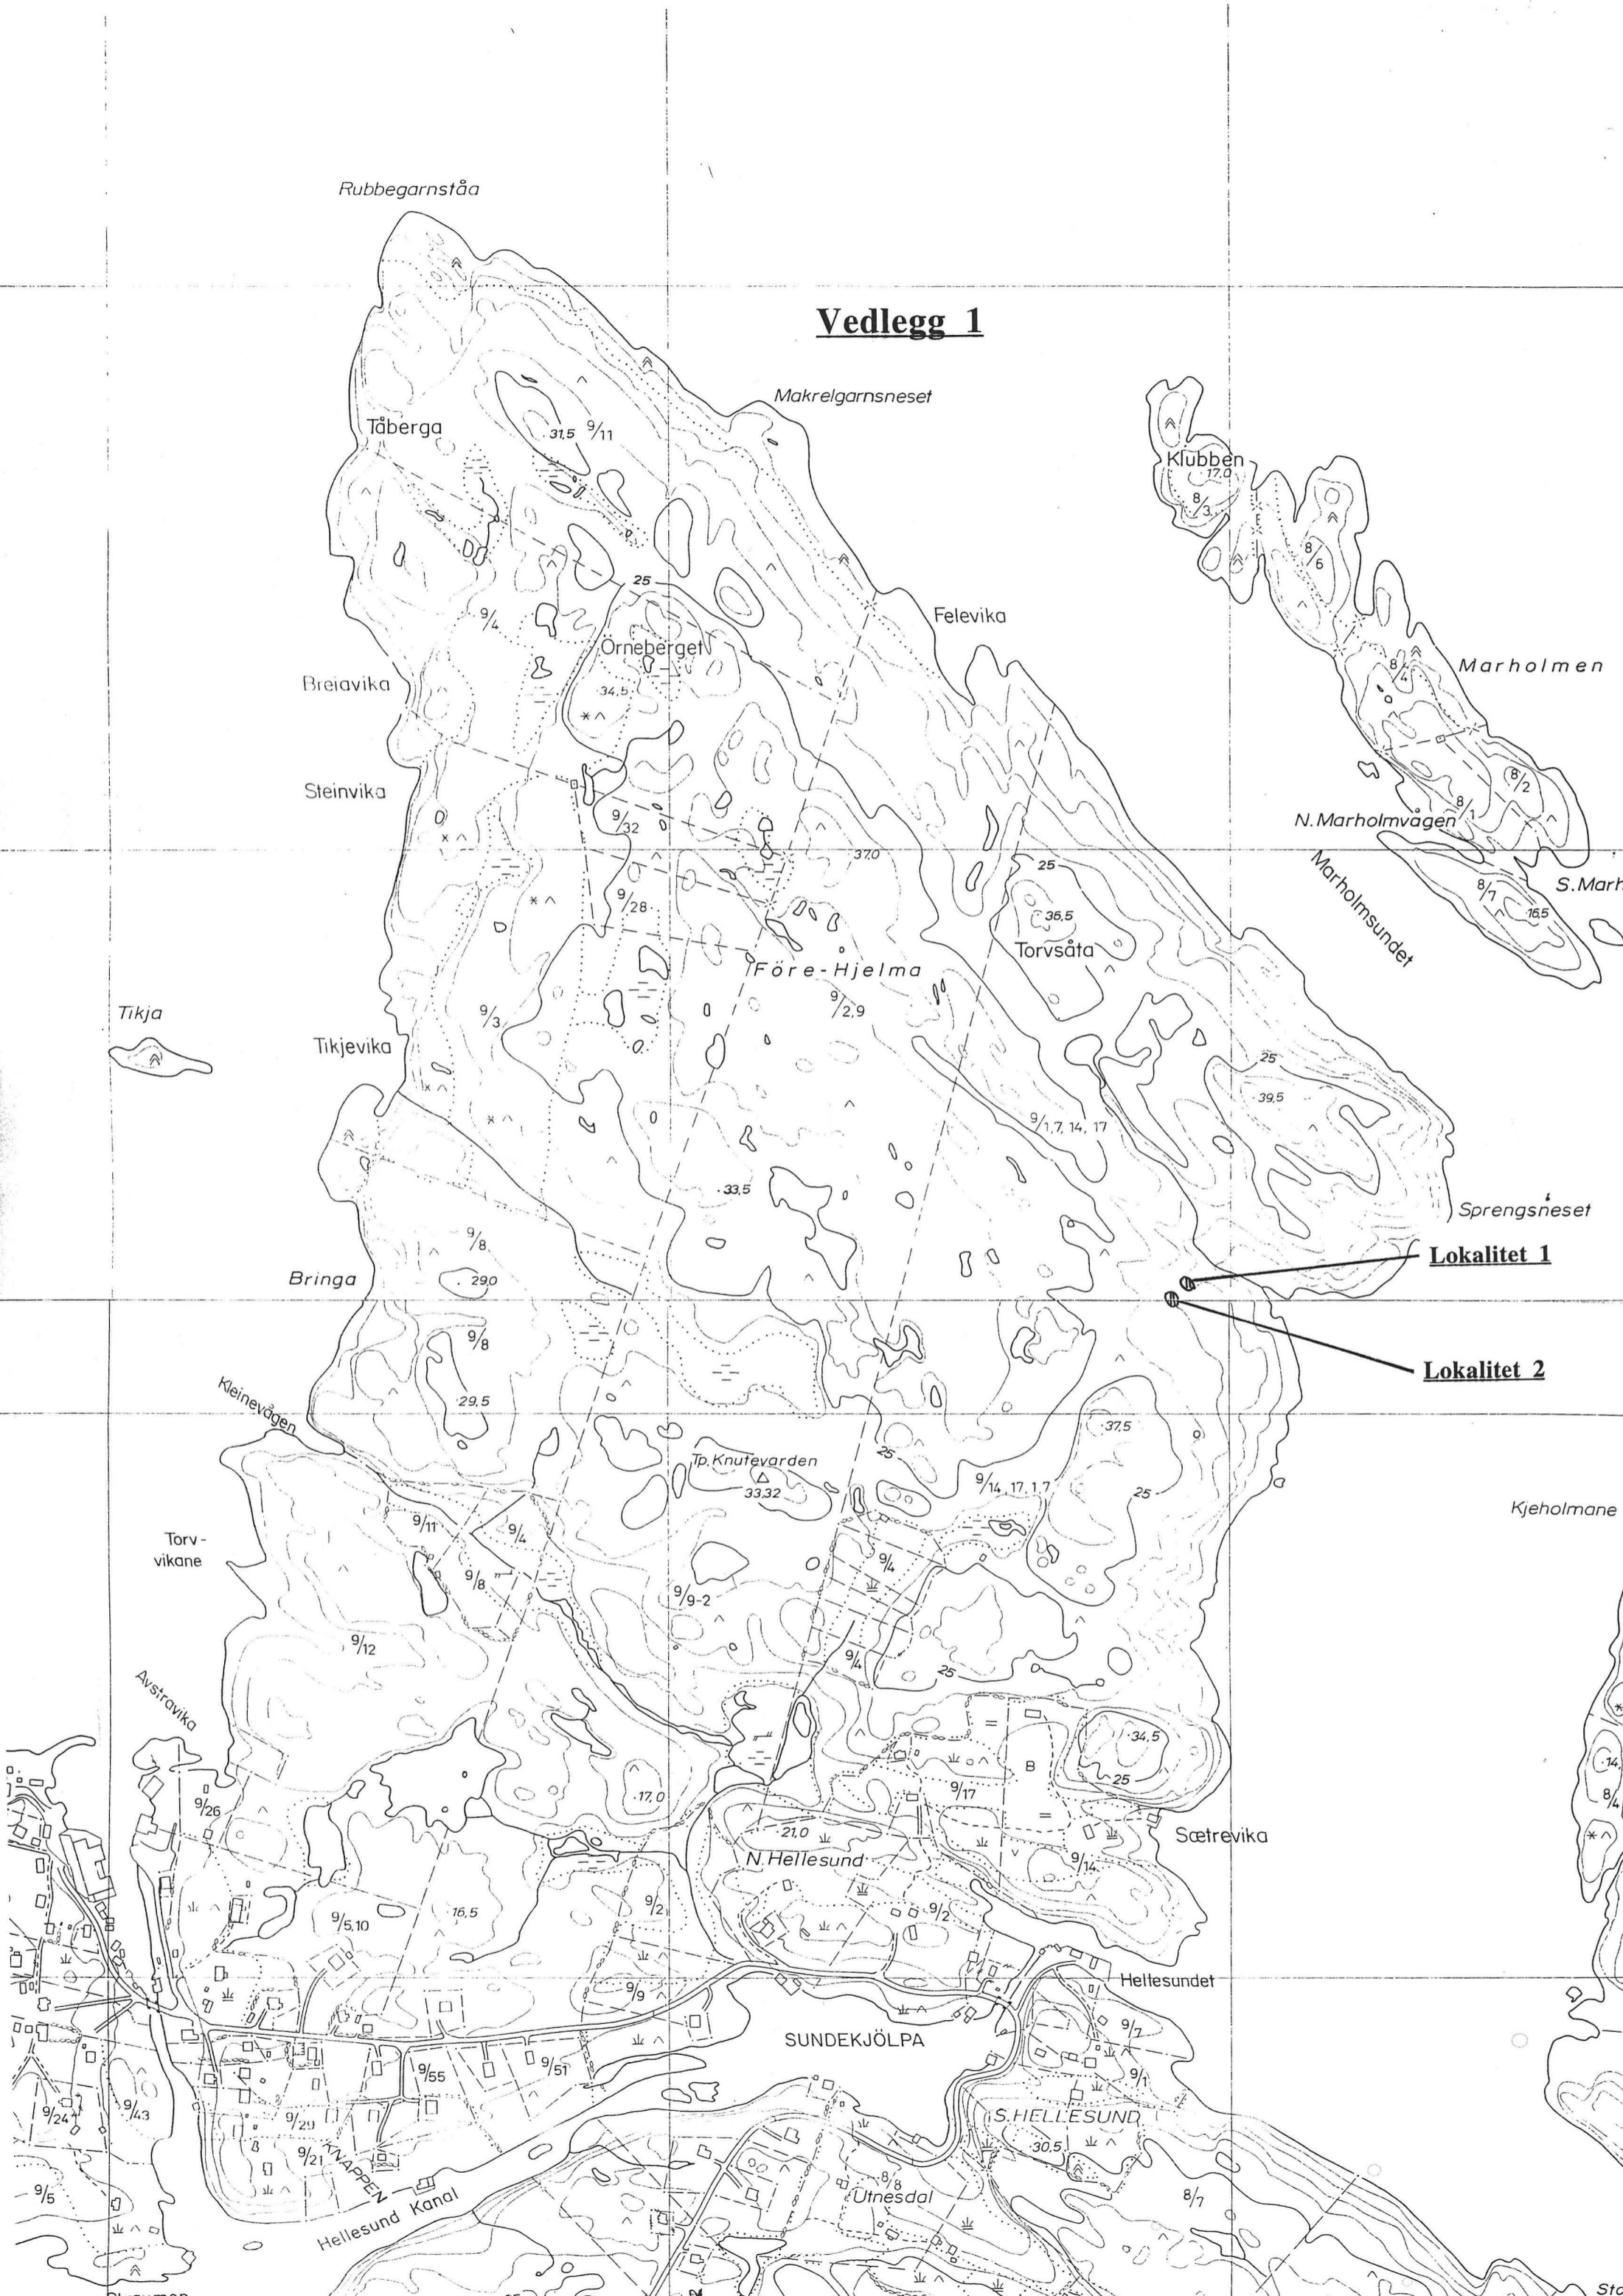 Rubbegarnståa
Vedlegg 1
Makrelgarnsneset
Klubben
17,0
8/3
Tåberga
31,5 9/11
8/6
25
9/4
Felevika
Örneberget
34,5
Breiavika
8/4
Marholmen
Steinvika
8/2
8/1
N.Marholmvågen
9/32
37,0
25
Marholmsundet
8/7
16,5
S.Marh
9/28
36,5
Torvsåta
Före-Hjelma
9/2,9
9/3
Tikja
Tikjevika
25
39,5
9/1,7,14,17
33,5
Sprengsneset
9/8
Lokalitet 1
Bringa
29,0
9/8
Lokalitet 2
Kleinevågen
29,5
37,5
25
Tp.Knutevarden
33,32
9/14,17,1,7
25
Kjeholmane
9/11
9/4
Torv-
vikane
9/8
9/4
9/9-2
9/12
9/4
25
Avstravika
34,5
B
25
14
8/4
17,0
9/17
9/26
21,0
Sætrevika
N.Hellesund
9/14
9/2
9/2
9/5,10
16,5
Hellesundet
9/9
SUNDEKJÖLPA
9/7
9/55
9/51
9/1
9/24
9/43
9/29
S.HELLESUND
30,5
9/21
KNAPPEN
8/8
Utnesdal
8/7
9/5
Hellesund Kanal